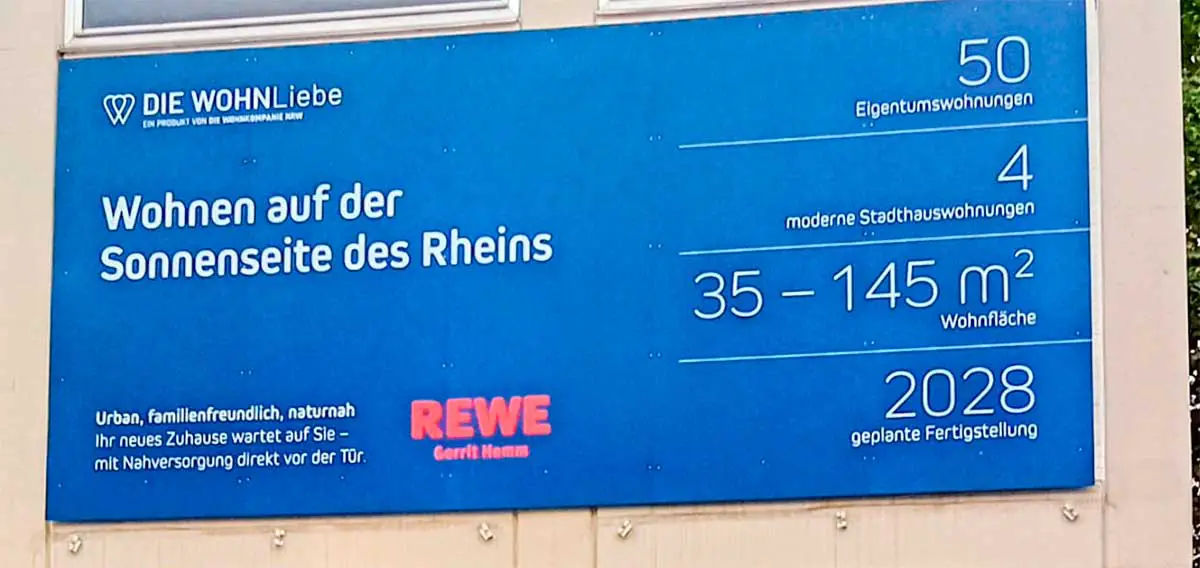 DIE WOHNLiebe
EIN PRODUKT VON DIE WOHNKOMPANIE NRW
Wohnen auf der
Sonnenseite des Rheins
Urban, familienfreundlich, naturnah
Ihr neues Zuhause wartet auf Sie –
mit Nahversorgung direkt vor der Tür.
REWE
Gerrit Hamm
50
Eigentumswohnungen
4
moderne Stadthauswohnungen
35 – 145 m²
Wohnfläche
2028
geplante Fertigstellung